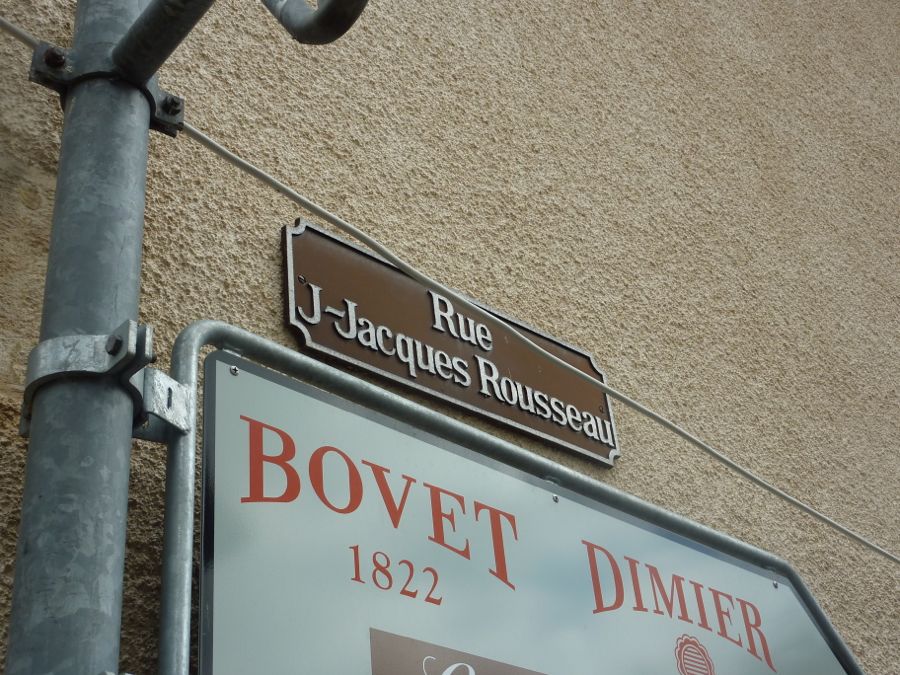 Rue
J-Jacques Rousseau
BOVET
1822
DIMIER